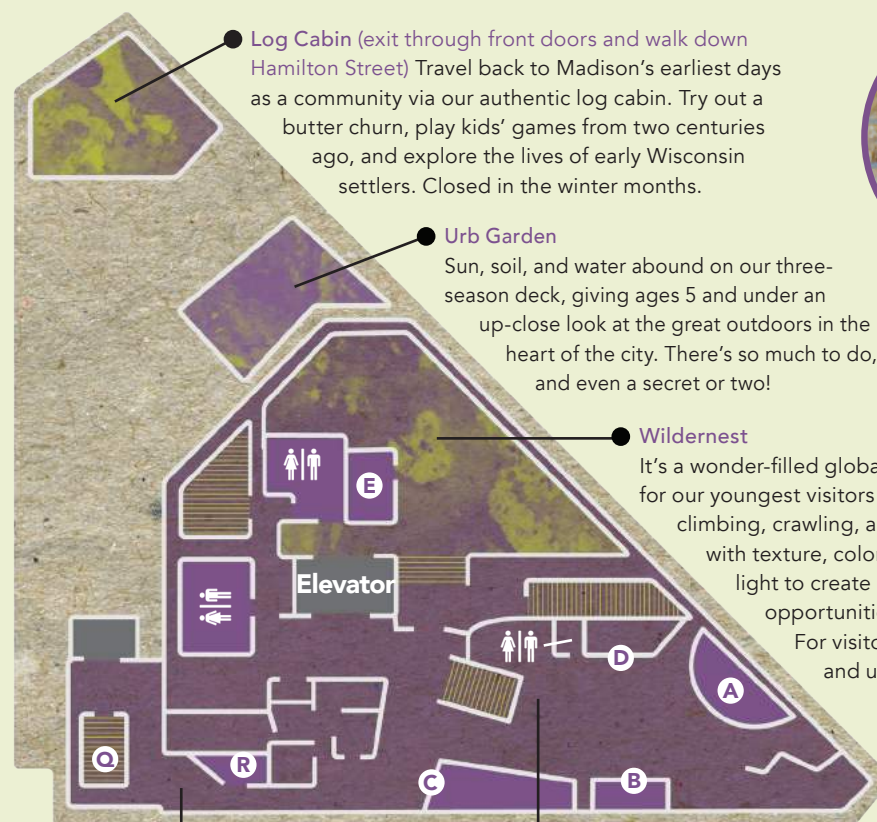 Log Cabin (exit through front doors and walk down
Hamilton Street) Travel back to Madison's earliest days
as a community via our authentic log cabin. Try out a
butter churn, play kids' games from two centuries
ago, and explore the lives of early Wisconsin
settlers. Closed in the winter months.
Urb Garden
Sun, soil, and water abound on our three-
season deck, giving ages 5 and under an
up-close look at the great outdoors in the
heart of the city. There's so much to do,
and even a secret or two!
Wildernest
It's a wonder-filled globa
for our youngest visitors
climbing, crawling, a
with texture, color
light to create
opportunitie
For visito
and u
E
Elevator
D
A
Q
R
C
B